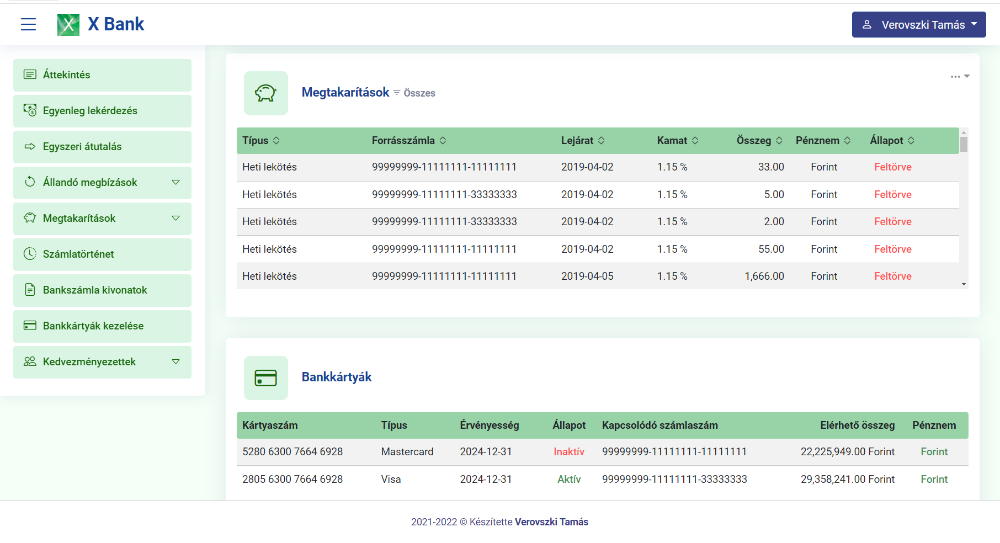 X Bank
Verovszki Tamás
Áttekintés
Egyenleg lekérdezés
Egyszeri átutalás
Állandó megbízások
Megtakarítások
Számlatörténet
Bankszámla kivonatok
Bankkártyák kezelése
Kedvezményezettek
Megtakarítások Összes
Típus Forrásszámla Lejárat Kamat Összeg Pénznem Állapot
Heti lekötés 99999999-11111111-11111111 2019-04-02 1.15 % 33.00 Forint Feltörve
Heti lekötés 99999999-11111111-33333333 2019-04-02 1.15 % 5.00 Forint Feltörve
Heti lekötés 99999999-11111111-33333333 2019-04-02 1.15 % 2.00 Forint Feltörve
Heti lekötés 99999999-11111111-11111111 2019-04-02 1.15 % 55.00 Forint Feltörve
Heti lekötés 99999999-11111111-11111111 2019-04-05 1.15 % 1,666.00 Forint Feltörve
Bankkártyák
Kártyaszám Típus Érvényesség Állapot Kapcsolódó számlaszám Elérhető összeg Pénznem
5280 6300 7664 6928 Mastercard 2024-12-31 Inaktív 99999999-11111111-11111111 22,225,949.00 Forint Forint
2805 6300 7664 6928 Visa 2024-12-31 Aktív 99999999-11111111-33333333 29,358,241.00 Forint Forint
2021-2022 © Készítette Verovszki Tamás